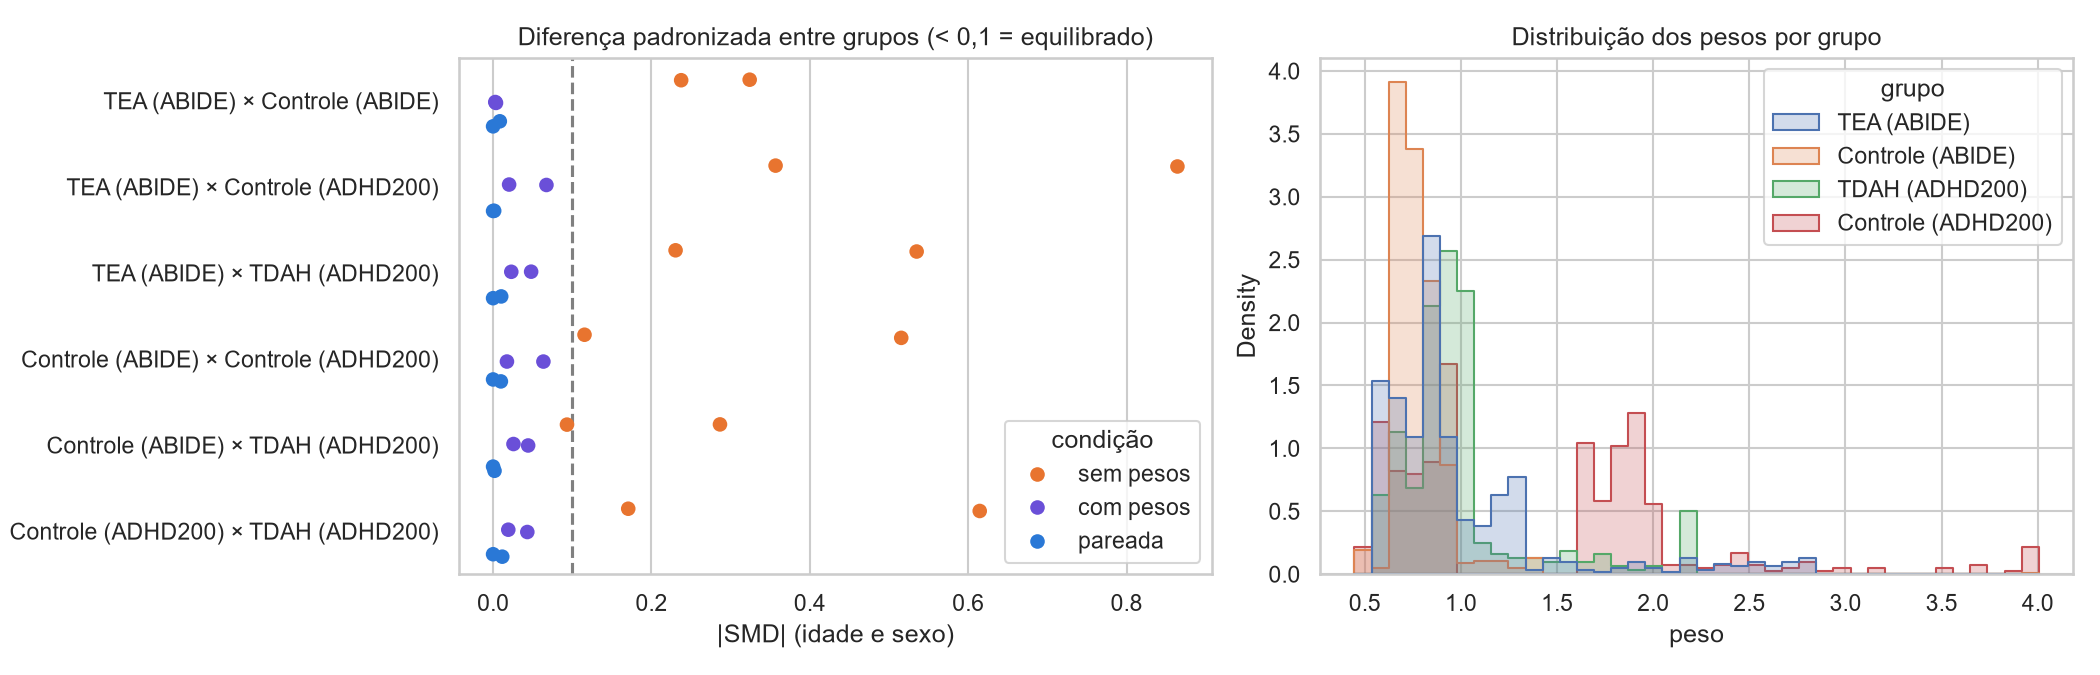 Diferença padronizada entre grupos (< 0,1 = equilibrado)
TEA (ABIDE) × Controle (ABIDE)
TEA (ABIDE) × Controle (ADHD200)
TEA (ABIDE) × TDAH (ADHD200)
Controle (ABIDE) × Controle (ADHD200)
Controle (ABIDE) × TDAH (ADHD200)
Controle (ADHD200) × TDAH (ADHD200)
condição
sem pesos
com pesos
pareada
0.0 0.2 0.4 0.6 0.8
|SMD| (idade e sexo)
Distribuição dos pesos por grupo
Density
4.0
3.5
3.0
2.5
2.0
1.5
1.0
0.5
0.0
grupo
TEA (ABIDE)
Controle (ABIDE)
TDAH (ADHD200)
Controle (ADHD200)
0.5 1.0 1.5 2.0 2.5 3.0 3.5 4.0
peso